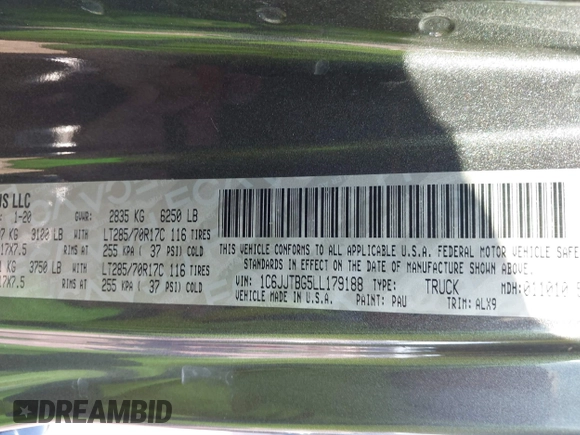 US LLC
1-20 GVWR: 2835 KG 6250 LB
KG 3100 LB WITH LT285/70R17C 116 TIRES
17X7.5 RIMS AT 255 KPA ( 37 PSI) COLD
KG 3750 LB WITH LT285/70R17C 116 TIRES
17X7.5 RIMS AT 255 KPA ( 37 PSI) COLD
THIS VEHICLE CONFORMS TO ALL APPLICABLE U.S.A. FEDERAL MOTOR VEHICLE SAFE
STANDARDS IN EFFECT ON THE DATE OF MANUFACTURE SHOWN ABOVE.
VIN: 1C6JJTBG5LL179188 TYPE: TRUCK MDH: 011010
VEHICLE MADE IN U.S.A. PAINT: PAU TRIM: ALX9
DREAMBID